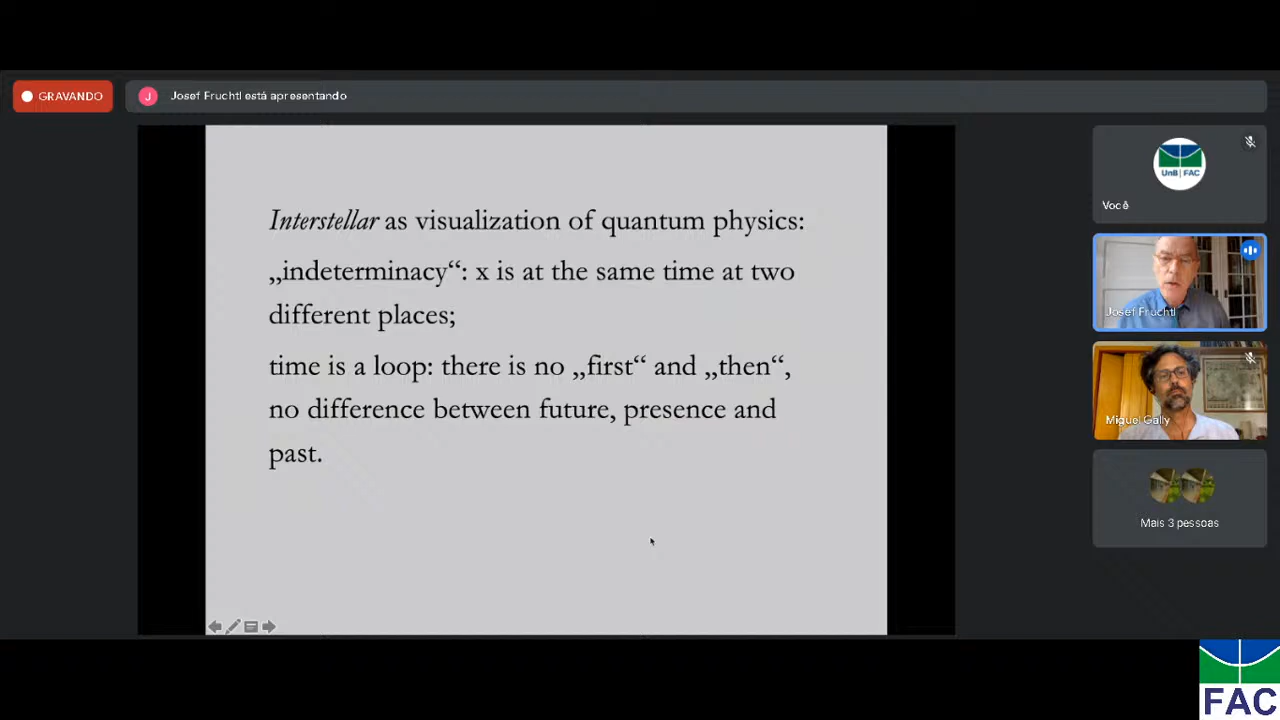 GRAVANDO
J
Josef Fruchtl está apresentando
Interstellar as visualization of quantum physics:
„indeterminacy“: x is at the same time at two
different places;
time is a loop: there is no „first“ and „then“,
no difference between future, presence and
past.
UnB | FAC
Você
Josef Fruchtl
Miguel Gally
Mais 3 pessoas
FAC